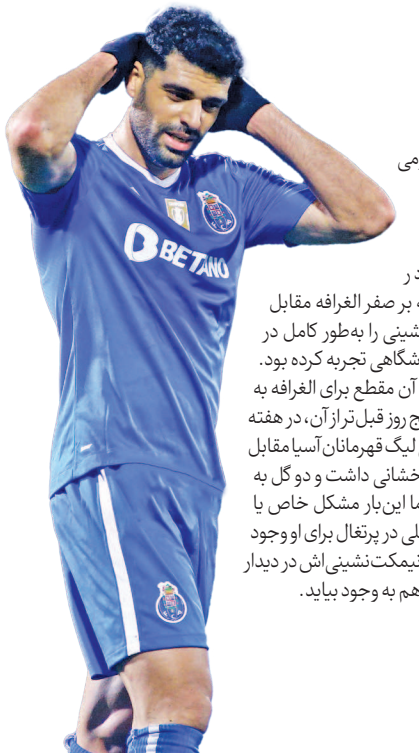 ومی
در
ه بر صفر الغرافه مقابل
شینی را به‌طور کامل در
شگاهی تجربه کرده بود.
آن مقطع برای الغرافه به
ج روز قبل‌تر از آن، در هفته
لیگ قهرمانان آسیا مقابل
خشانی داشت و دو گل به
ما این‌بار مشکل خاص یا
لی در پرتغال برای او وجود
نیمکت‌نشینی‌اش در دیدار
هم به وجود بیاید.
BETANO